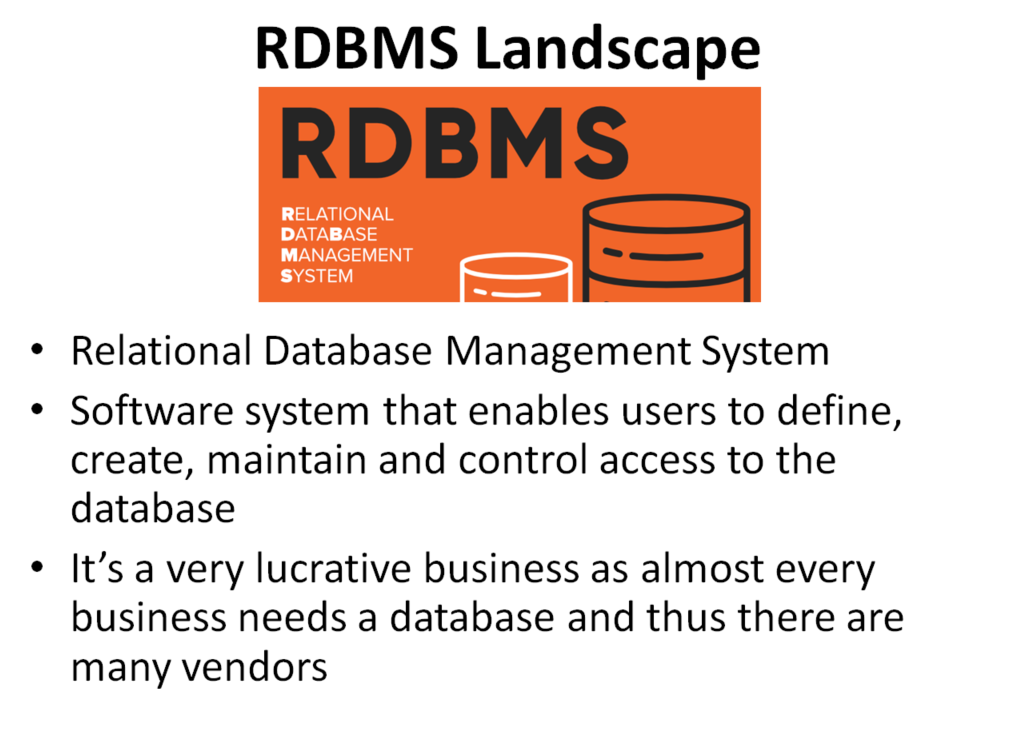 RDBMS Landscape
RDBMS
RELATIONAL
DATABASE
MANAGEMENT
SYSTEM
• Relational Database Management System
• Software system that enables users to define,
create, maintain and control access to the
database
• It’s a very lucrative business as almost every
business needs a database and thus there are
many vendors